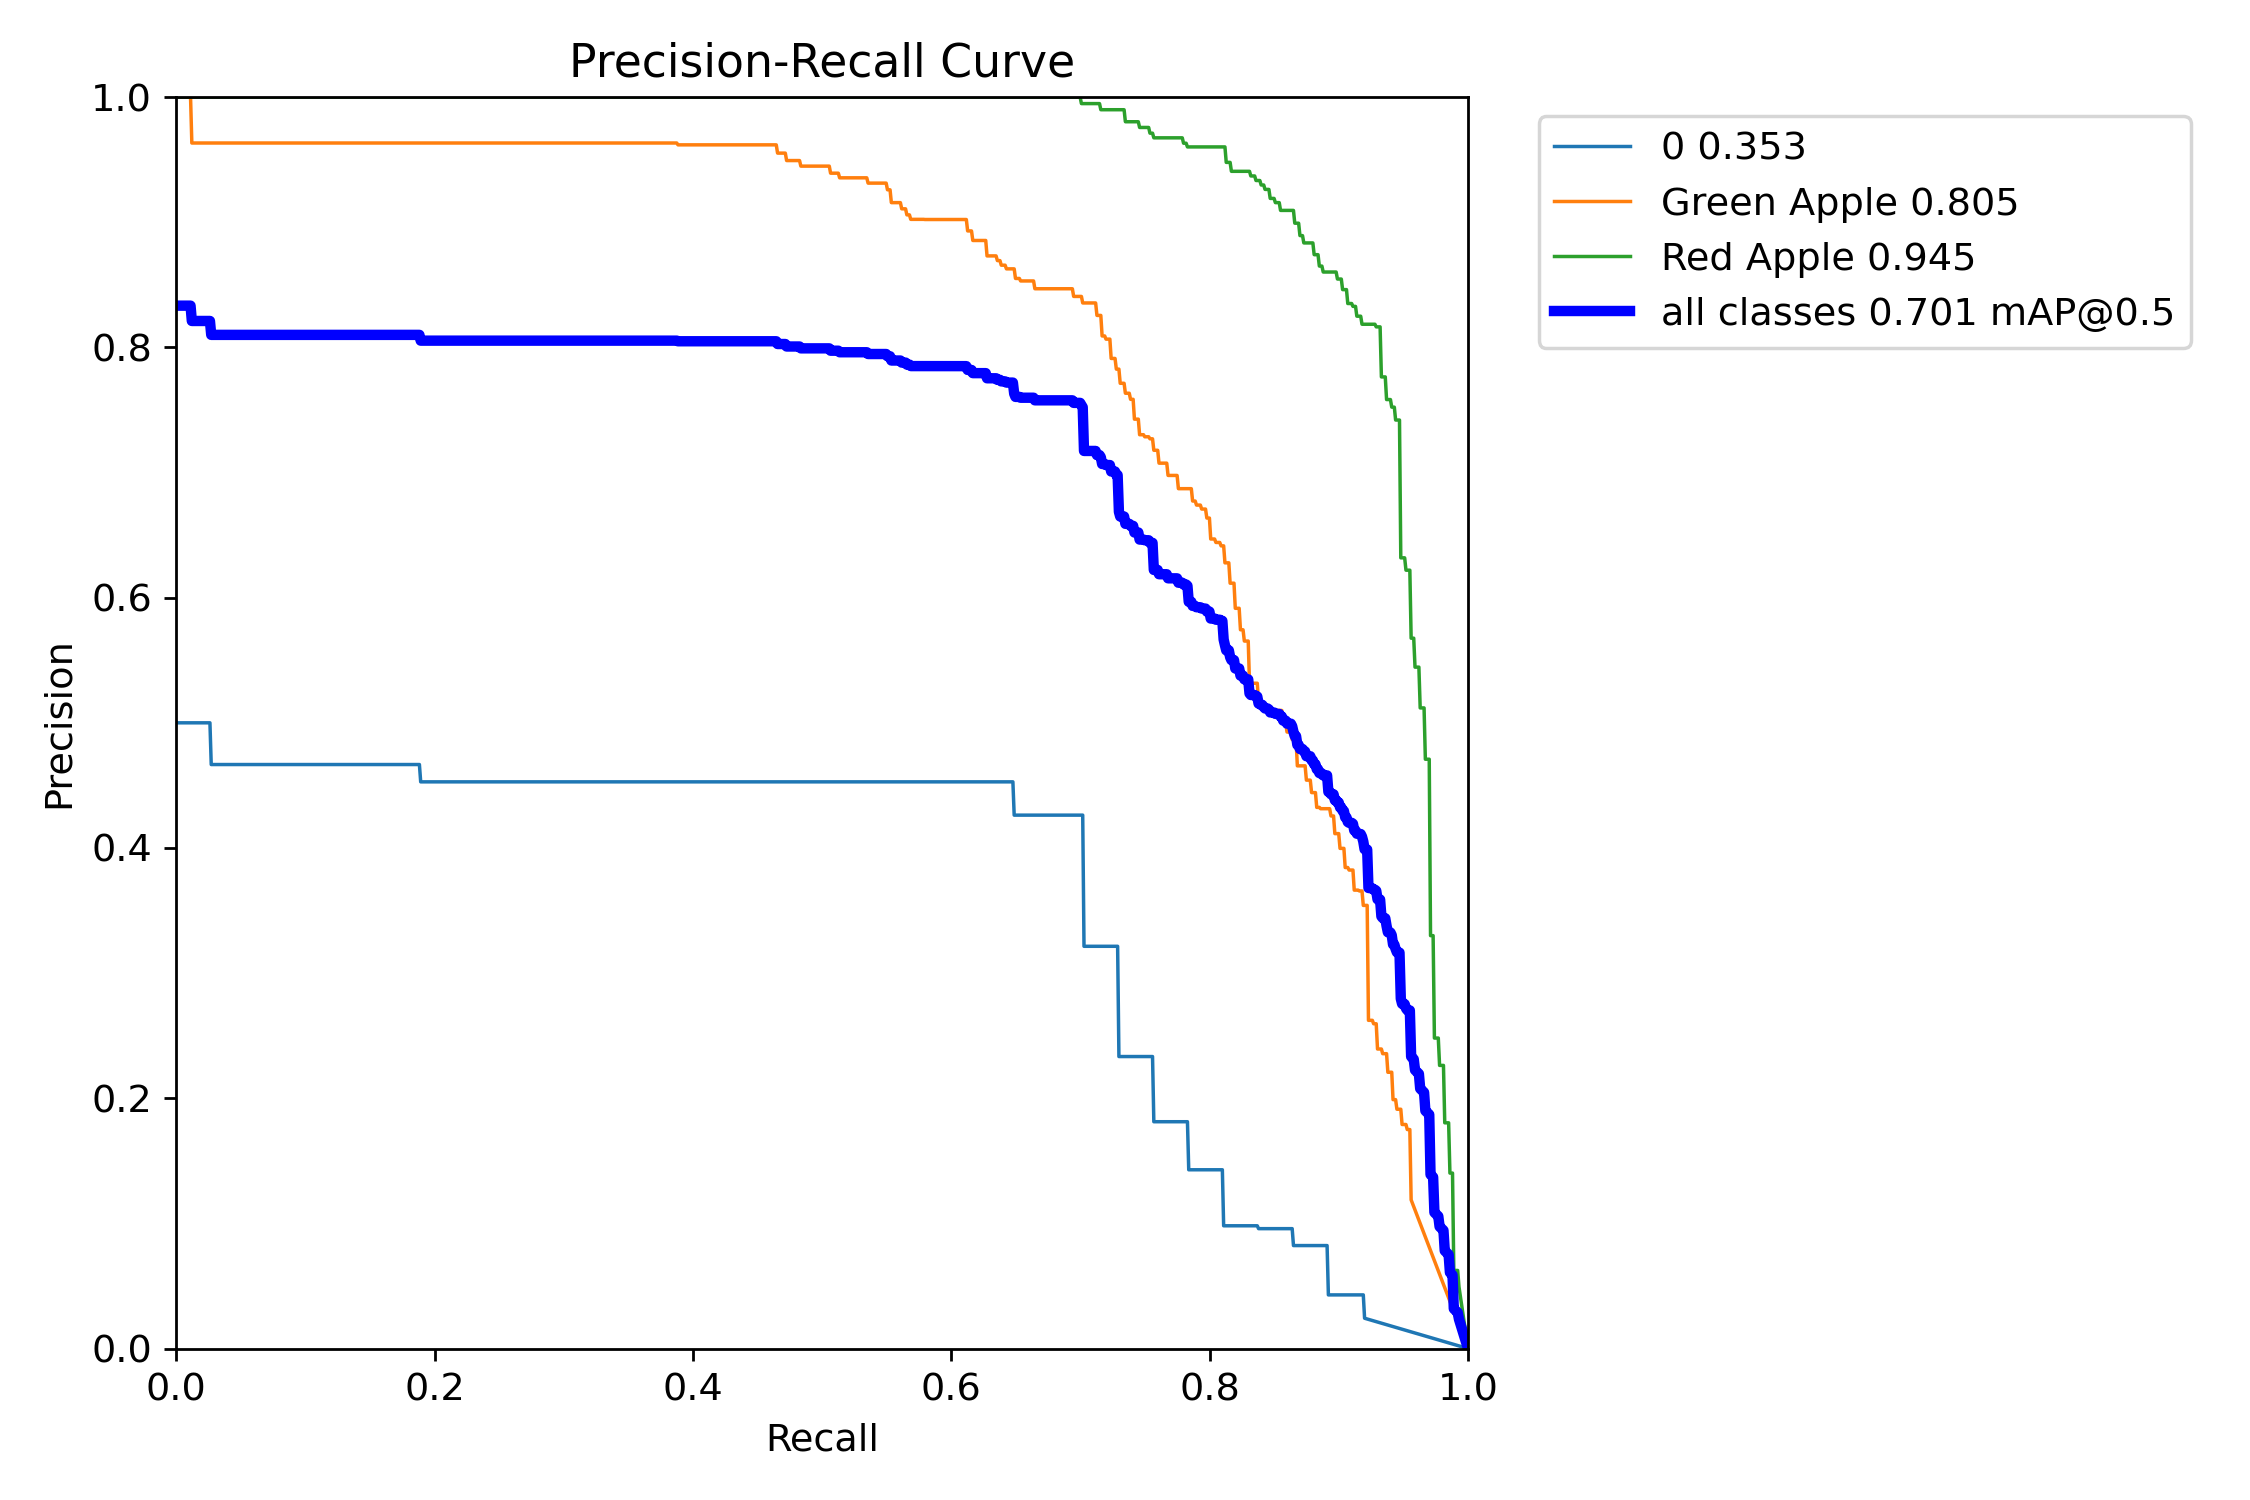 Precision-Recall Curve
1.0
0.8
0.6
0.4
0.2
0.0
Precision
0.0 0.2 0.4 0.6 0.8 1.0
Recall
0 0.353
Green Apple 0.805
Red Apple 0.945
all classes 0.701 mAP@0.5